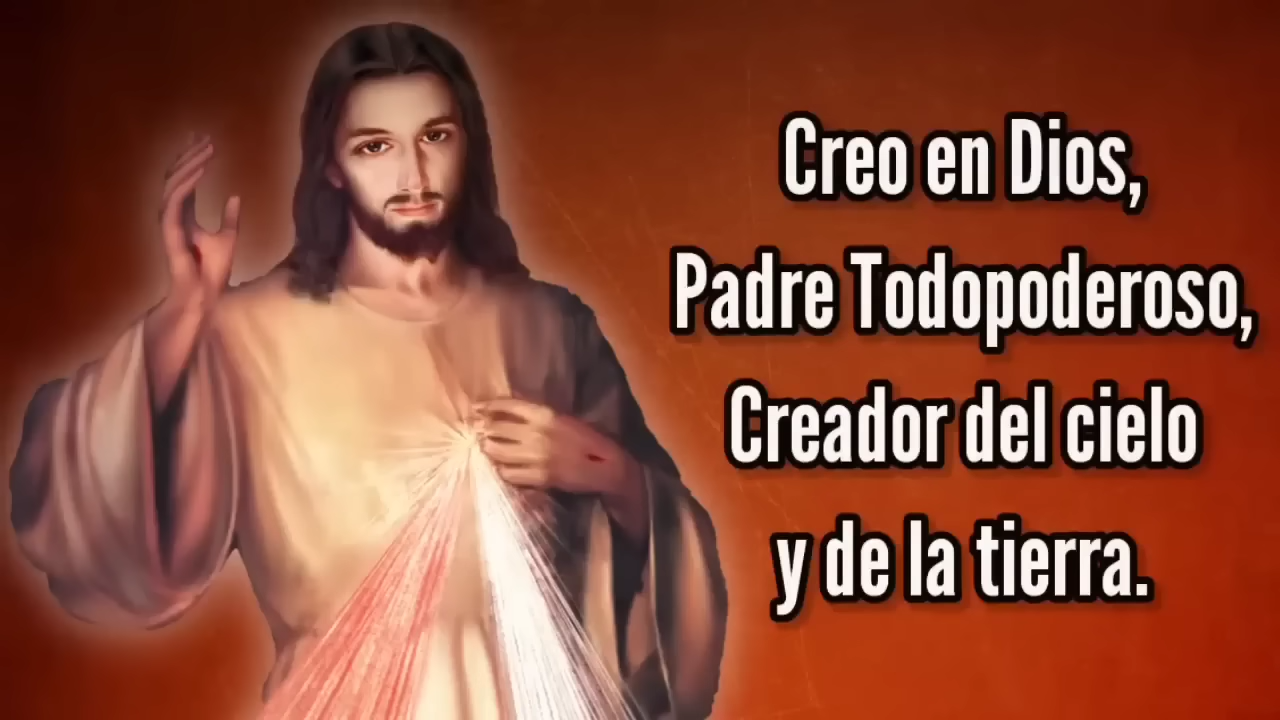 Creo en Dios,
Padre Todopoderoso,
Creador del cielo
y de la tierra.